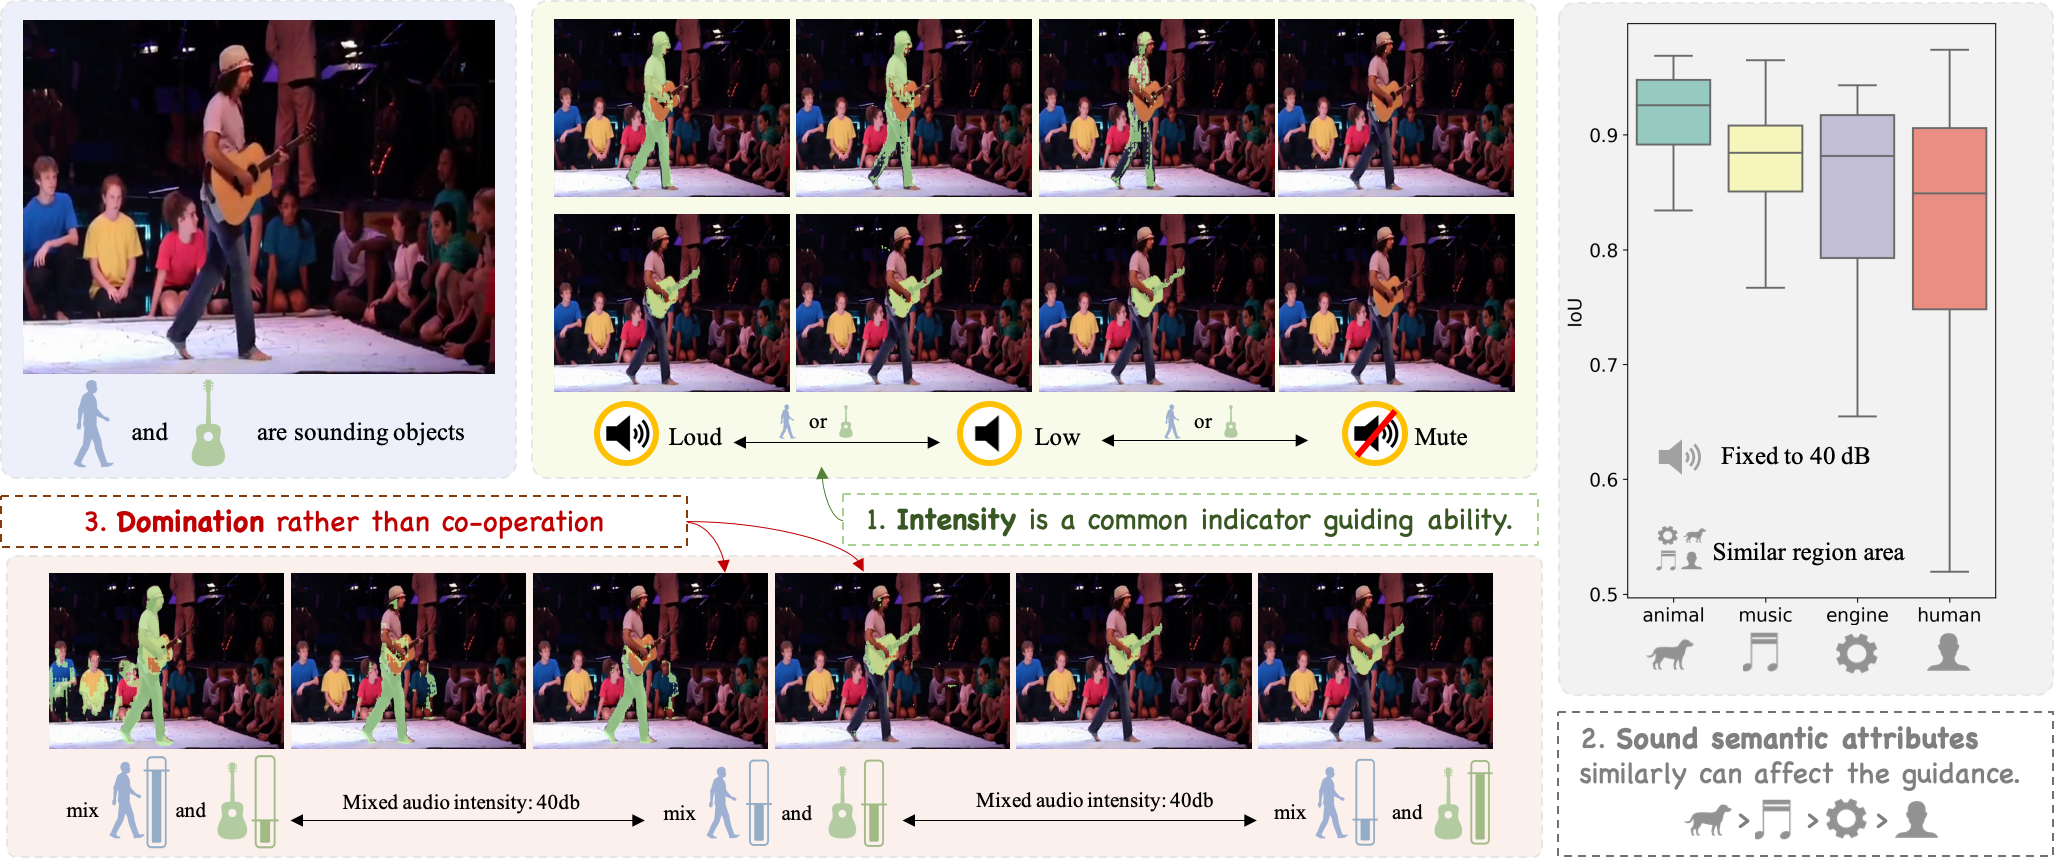 and
are sounding objects
or
or
Loud
Low
Mute
1. Intensity is a common indicator guiding ability.
3. Domination rather than co-operation
mix
and
Mixed audio intensity: 40db
mix
and
Mixed audio intensity: 40db
mix
and
IoU
0.9
0.8
0.7
0.6
0.5
Fixed to 40 dB
Similar region area
animal music engine human
2. Sound semantic attributes
similarly can affect the guidance.
> > >